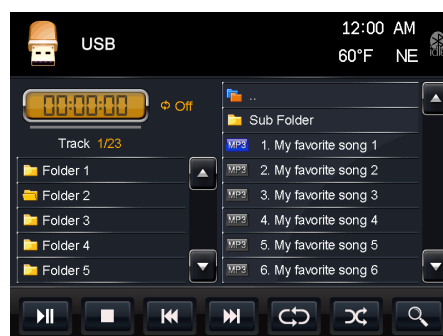 USB
12:00 AM
60°F NE
Idle
00:00:00
Off
Track 1/23
Folder 1
Folder 2
Folder 3
Folder 4
Folder 5
..
Sub Folder
MP3 1. My favorite song 1
MP3 2. My favorite song 2
MP3 3. My favorite song 3
MP3 4. My favorite song 4
MP3 5. My favorite song 5
MP3 6. My favorite song 6